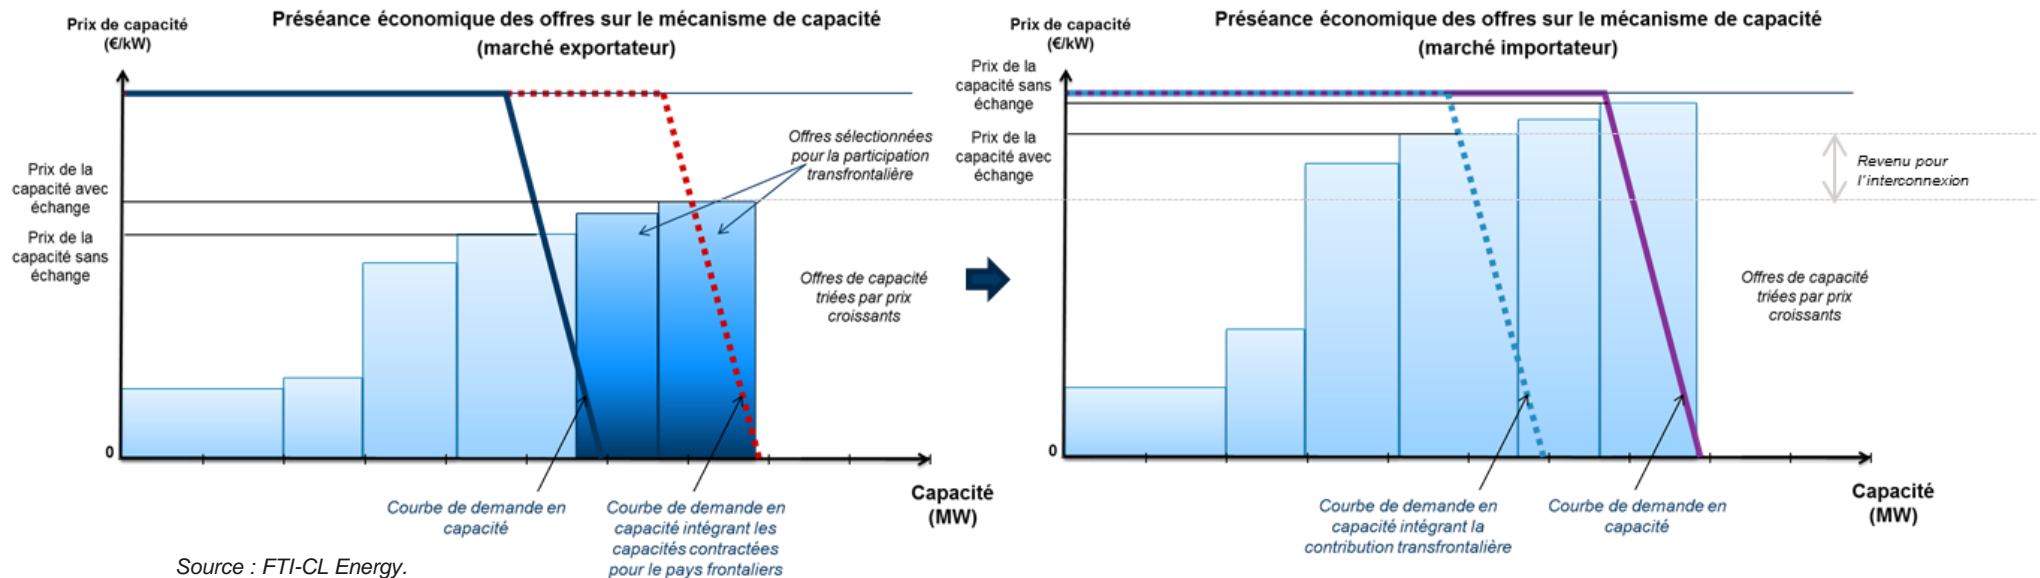 Préséance économique des offres sur le mécanisme de capacité
(marché exportateur)
Prix de capacité
(€/kW)
Prix de la
capacité avec
échange
Prix de la
capacité sans
échange
0
Offres sélectionnées
pour la participation
transfrontalière
Offres de capacité
triées par prix
croissants
Capacité
(MW)
Courbe de demande en
capacité
Courbe de demande en
capacité intégrant les
capacités contractées
pour le pays frontaliers
Source : FTI-CL Energy.
Préséance économique des offres sur le mécanisme de capacité
(marché importateur)
Prix de capacité
(€/kW)
Prix de la
capacité sans
échange
Prix de la
capacité avec
échange
0
Revenu pour
l'interconnexion
Offres de capacité
triées par prix
croissants
Capacité
(MW)
Courbe de demande en
capacité intégrant la
contribution transfrontalière
Courbe de demande en
capacité